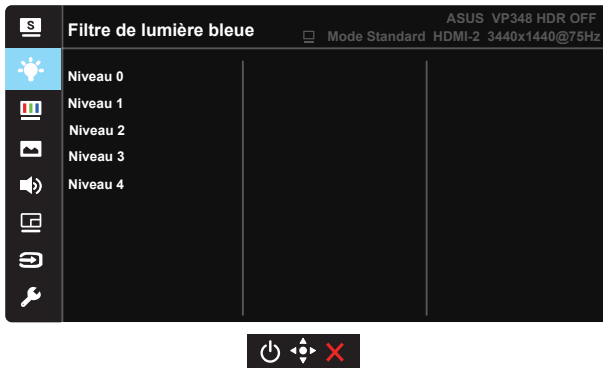 S
Filtre de lumière bleue
ASUS VP348 HDR OFF
Mode Standard HDMI-2 3440x1440@75Hz
Niveau 0
Niveau 1
Niveau 2
Niveau 3
Niveau 4